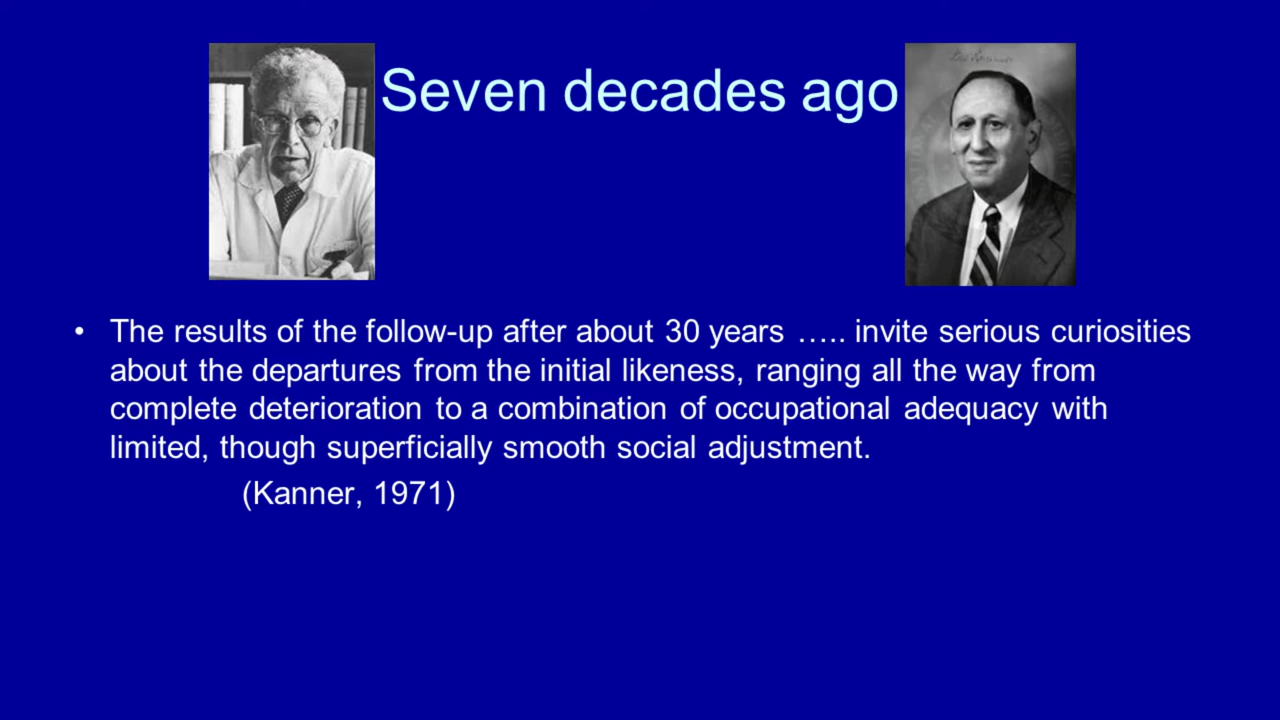 Seven decades ago
• The results of the follow-up after about 30 years ….. invite serious curiosities
about the departures from the initial likeness, ranging all the way from
complete deterioration to a combination of occupational adequacy with
limited, though superficially smooth social adjustment.
(Kanner, 1971)